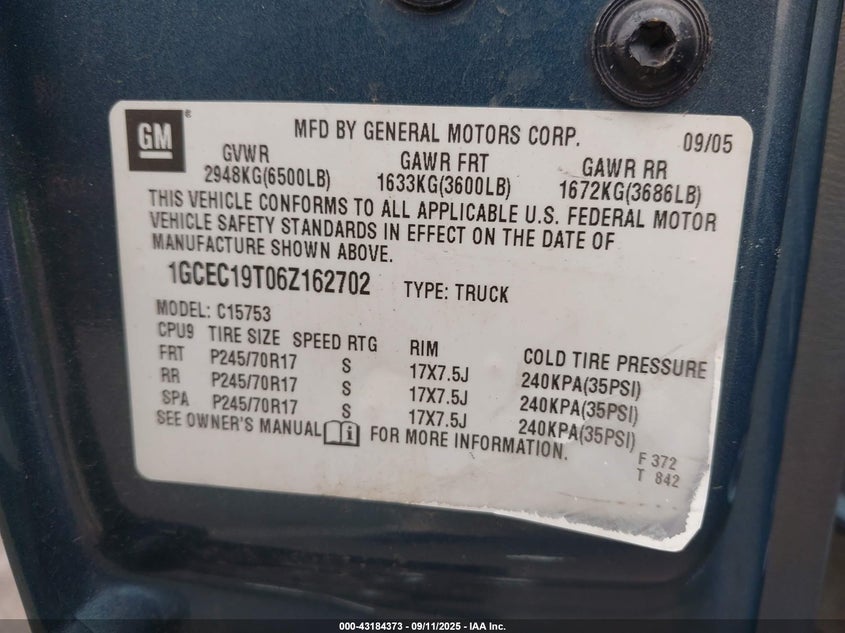 GM ® MFD BY GENERAL MOTORS CORP. 09/05
GVWR GAWR FRT GAWR RR
2948KG(6500LB) 1633KG(3600LB) 1672KG(3686LB)
THIS VEHICLE CONFORMS TO ALL APPLICABLE U.S. FEDERAL MOTOR
VEHICLE SAFETY STANDARDS IN EFFECT ON THE DATE OF
MANUFACTURE SHOWN ABOVE.
1GCEC19T06Z162702 TYPE: TRUCK
MODEL: C15753
CPU9 TIRE SIZE SPEED RTG RIM COLD TIRE PRESSURE
FRT P245/70R17 S 17X7.5J 240KPA(35PSI)
RR P245/70R17 S 17X7.5J 240KPA(35PSI)
SPA P245/70R17 S 17X7.5J 240KPA(35PSI)
SEE OWNER'S MANUAL i FOR MORE INFORMATION.
F 372
T 842
000-43184373 - 09/11/2025 - IAA Inc.